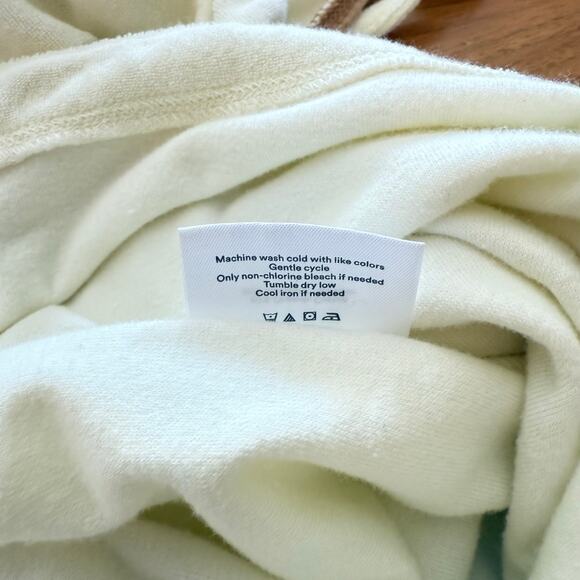 Machine wash cold with like colors
Gentle cycle
Only non-chlorine bleach if needed
Tumble dry low
Cool iron if needed